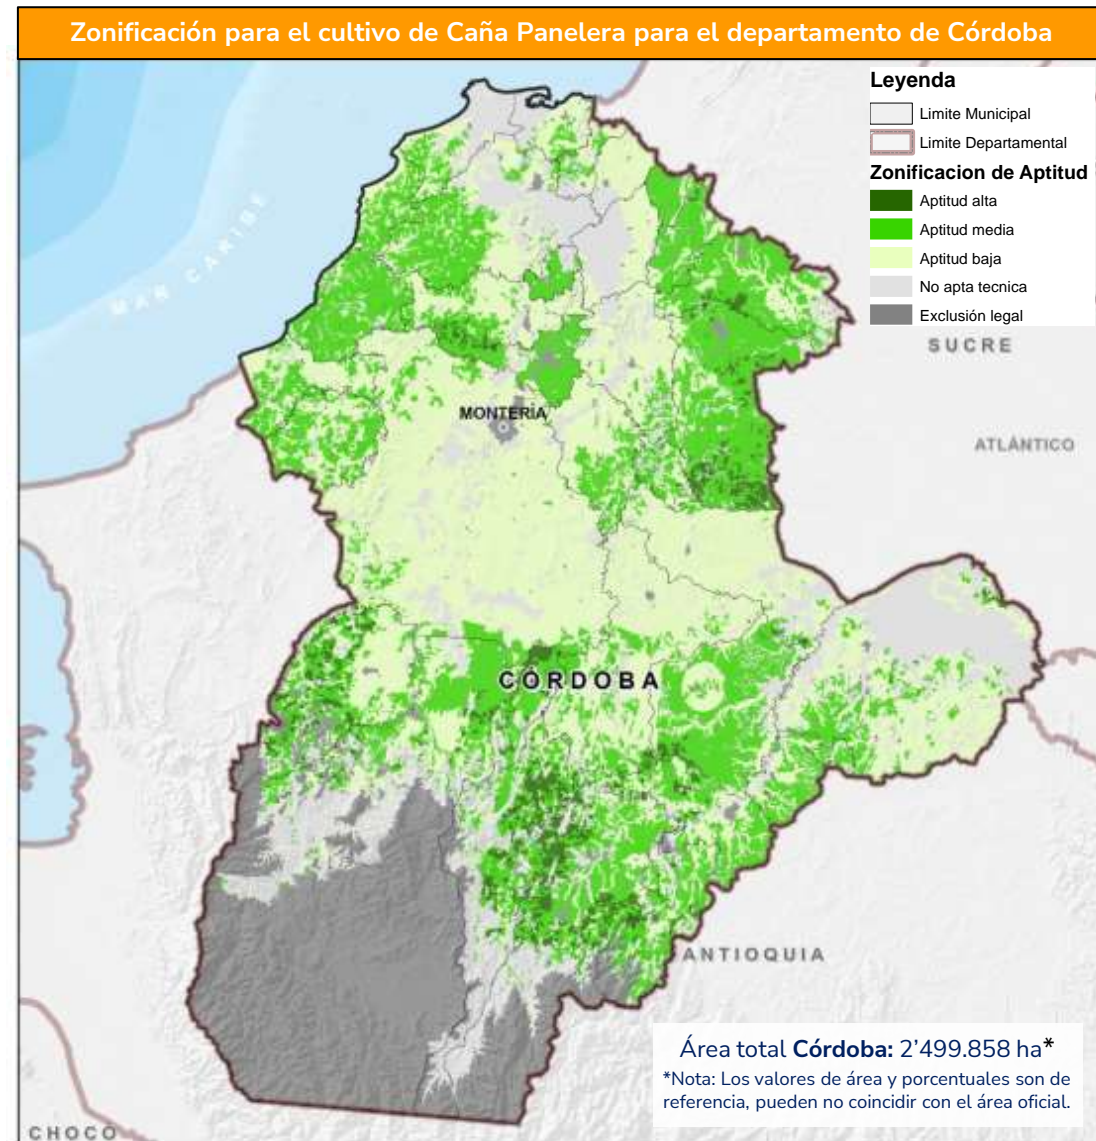 Zonificación para el cultivo de Caña Panelera para el departamento de Córdoba
Leyenda
Limite Municipal
Limite Departamental
Zonificacion de Aptitud
Aptitud alta
Aptitud media
Aptitud baja
No apta tecnica
Exclusión legal
MAR CARIBE
SUCRE
MONTERÍA
ATLÁNTICO
CÓRDOBA
ANTIOQUIA
Área total Córdoba: 2’499.858 ha*
*Nota: Los valores de área y porcentuales son de
referencia, pueden no coincidir con el área oficial.
CHOCO